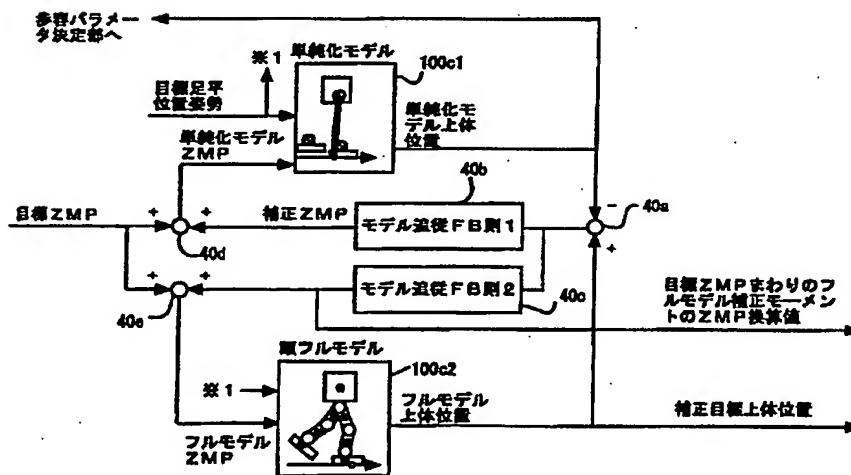 歩容パラメー
タ決定部へ
※1
単純化モデル
100c1
目標足平
位置姿勢
単純化モ
デル上体
位置
単純化モデル
ZMP
40b
目標ZMP
+
+
40d
補正ZMP
モデル追従FB則1
-
40a
+
+
+
40e
モデル追従FB則2
40c
目標ZMPまわりのフ
ルモデル補正モーメン
トのZMP換算値
順フルモデル
100c2
※1
フルモデル
上体位置
補正目標上体位置
フルモデル
ZMP